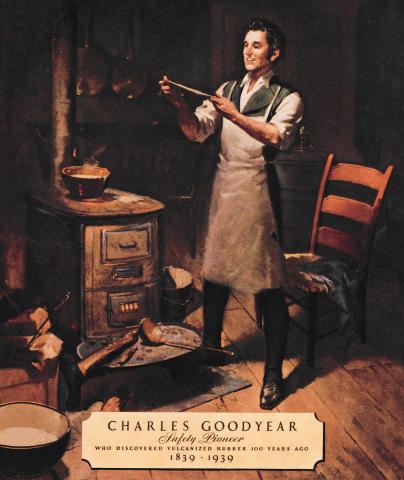 CHARLES GOODYEAR
Safety Pioneer
WHO DISCOVERED VULCANIZED RUBBER 100 YEARS AGO
1839 · 1939